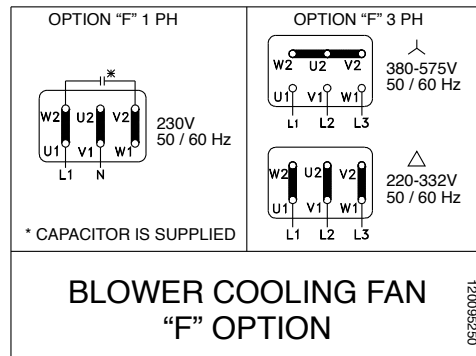 OPTION “F” 1 PH
*
W2 U2 V2
U1 V1 W1
L1 N
230V
50 / 60 Hz
* CAPACITOR IS SUPPLIED
OPTION “F” 3 PH
W2 U2 V2
U1 V1 W1
L1 L2 L3
380-575V
50 / 60 Hz
W2 U2 V2
U1 V1 W1
L1 L2 L3
220-332V
50 / 60 Hz
BLOWER COOLING FAN
“F” OPTION
120095250